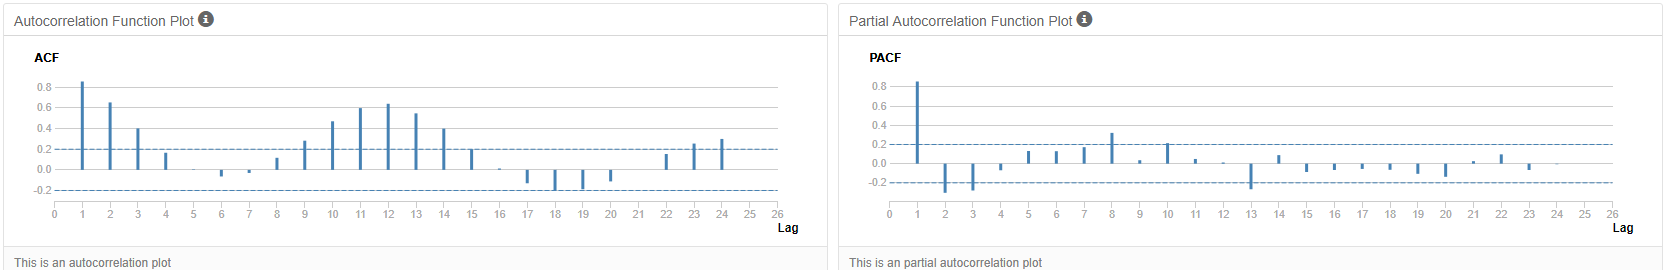 Autocorrelation Function Plot
ACF
0.8
0.6
0.4
0.2
0.0
-0.2
0 1 2 3 4 5 6 7 8 9 10 11 12 13 14 15 16 17 18 19 20 21 22 23 24 25 26
Lag
This is an autocorrelation plot
Partial Autocorrelation Function Plot
PACF
0.8
0.6
0.4
0.2
0.0
-0.2
0 1 2 3 4 5 6 7 8 9 10 11 12 13 14 15 16 17 18 19 20 21 22 23 24 25 26
Lag
This is an partial autocorrelation plot